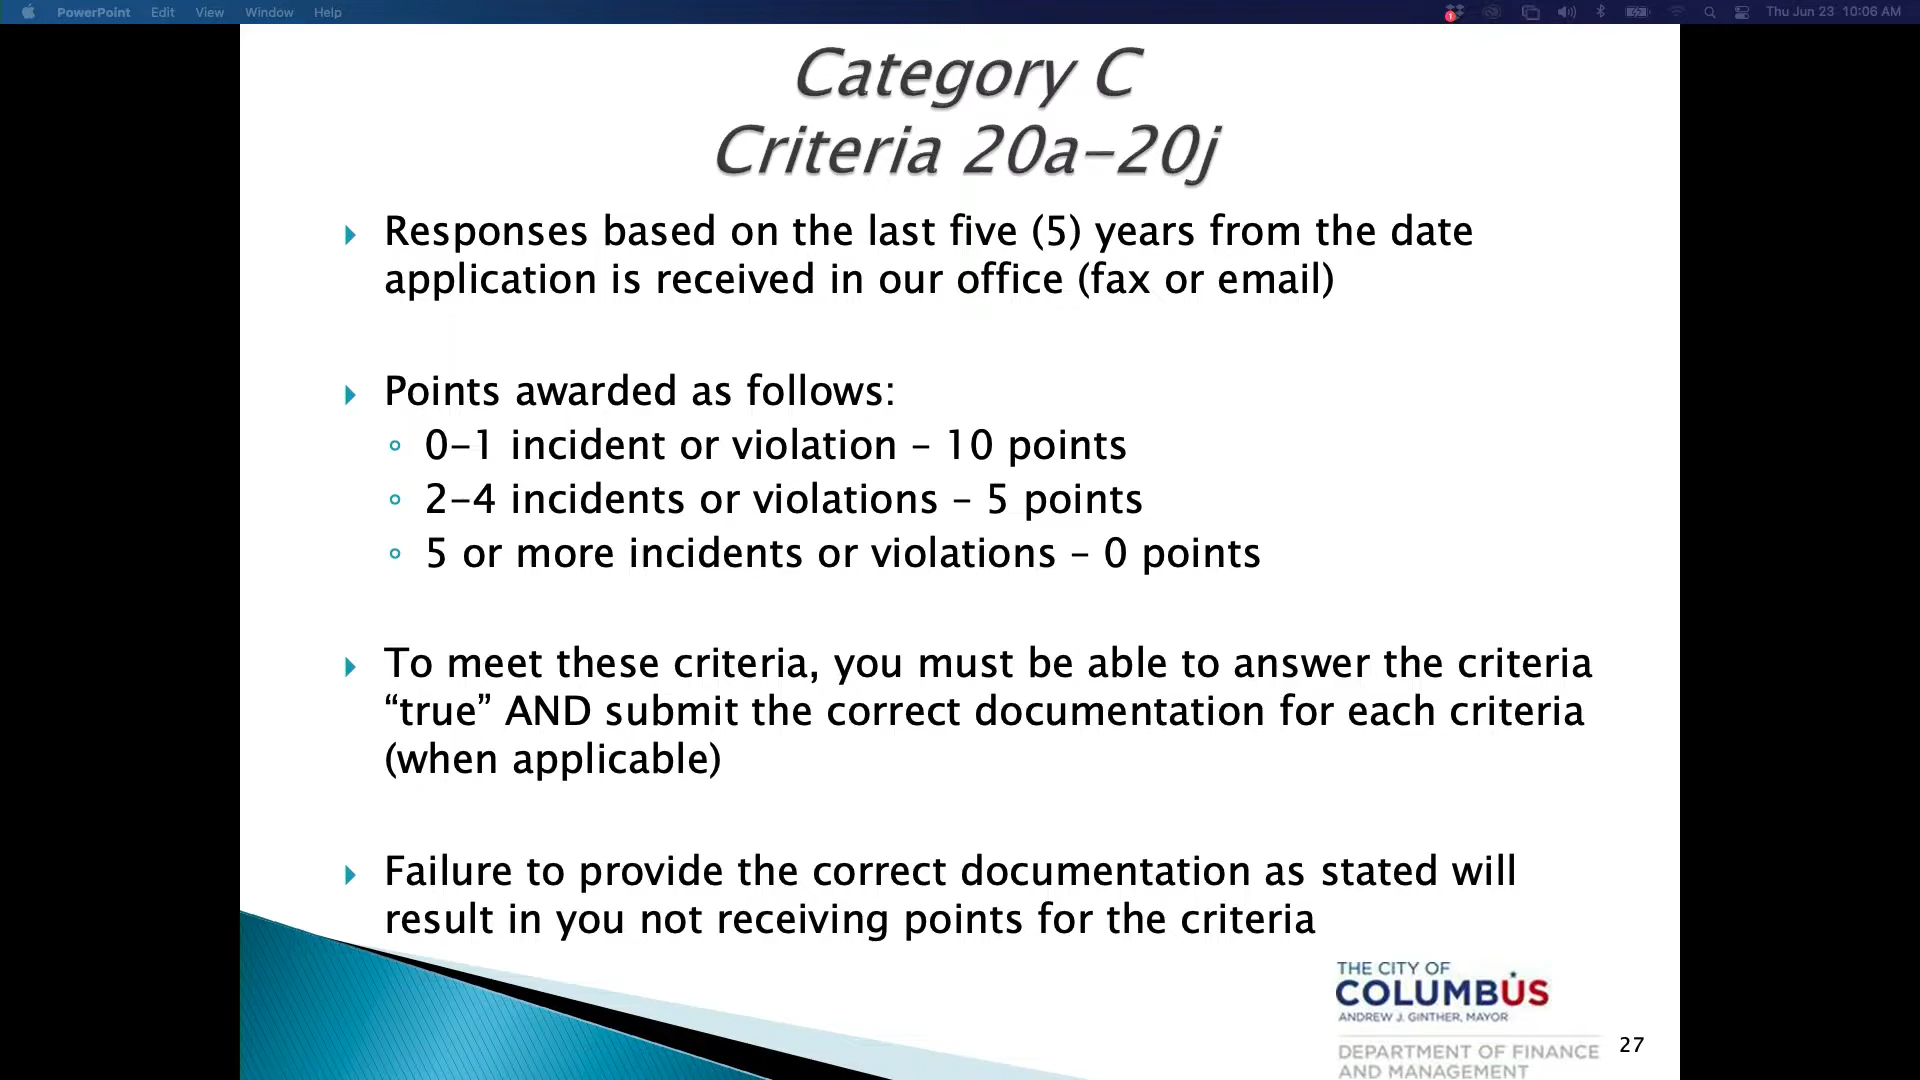 PowerPoint Edit View Window Help
1
Thu Jun 23 10:06 AM
Category C
Criteria 20a-20j
Responses based on the last five (5) years from the date
application is received in our office (fax or email)
Points awarded as follows:
0-1 incident or violation – 10 points
2-4 incidents or violations – 5 points
5 or more incidents or violations – 0 points
To meet these criteria, you must be able to answer the criteria
“true” AND submit the correct documentation for each criteria
(when applicable)
Failure to provide the correct documentation as stated will
result in you not receiving points for the criteria
THE CITY OF
COLUMBUS
ANDREW J. GINTHER, MAYOR
DEPARTMENT OF FINANCE
AND MANAGEMENT
27